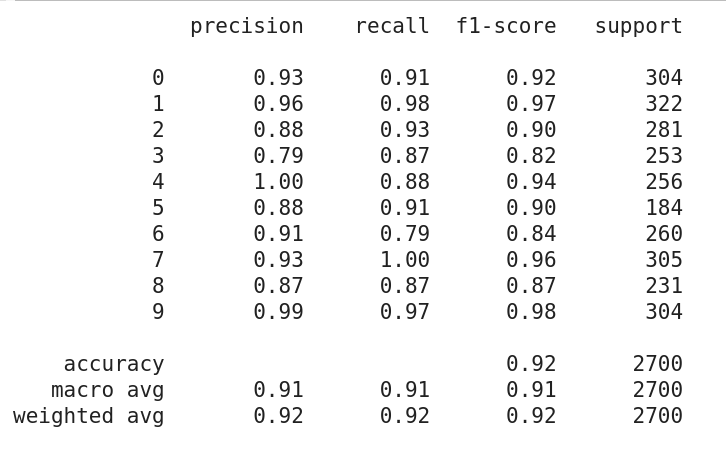 precision recall f1-score support
0 0.93 0.91 0.92 304
1 0.96 0.98 0.97 322
2 0.88 0.93 0.90 281
3 0.79 0.87 0.82 253
4 1.00 0.88 0.94 256
5 0.88 0.91 0.90 184
6 0.91 0.79 0.84 260
7 0.93 1.00 0.96 305
8 0.87 0.87 0.87 231
9 0.99 0.97 0.98 304
accuracy 0.92 2700
macro avg 0.91 0.91 0.91 2700
weighted avg 0.92 0.92 0.92 2700